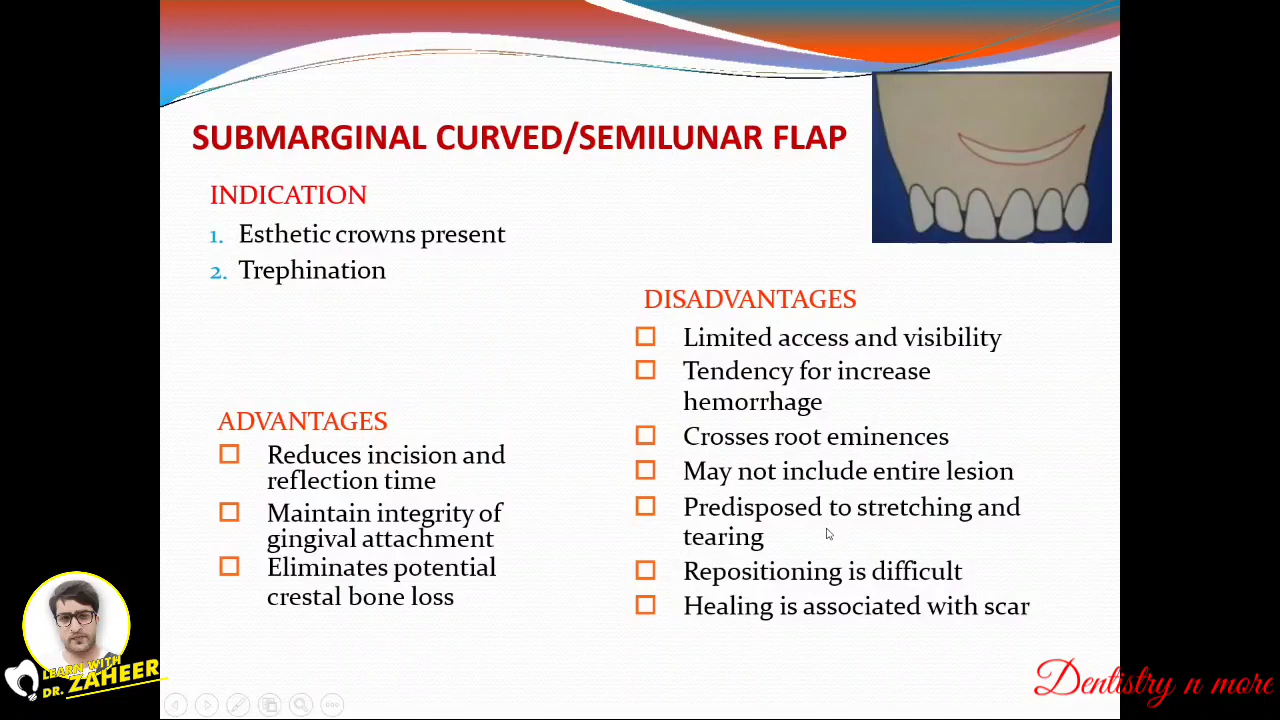 SUBMARGINAL CURVED/SEMILUNAR FLAP
INDICATION
1. Esthetic crowns present
2. Trephination
ADVANTAGES
Reduces incision and
reflection time
Maintain integrity of
gingival attachment
Eliminates potential
crestal bone loss
DISADVANTAGES
Limited access and visibility
Tendency for increase
hemorrhage
Crosses root eminences
May not include entire lesion
Predisposed to stretching and
tearing
Repositioning is difficult
Healing is associated with scar
LEARN WITH
DR. ZAHEER
Dentistry n more